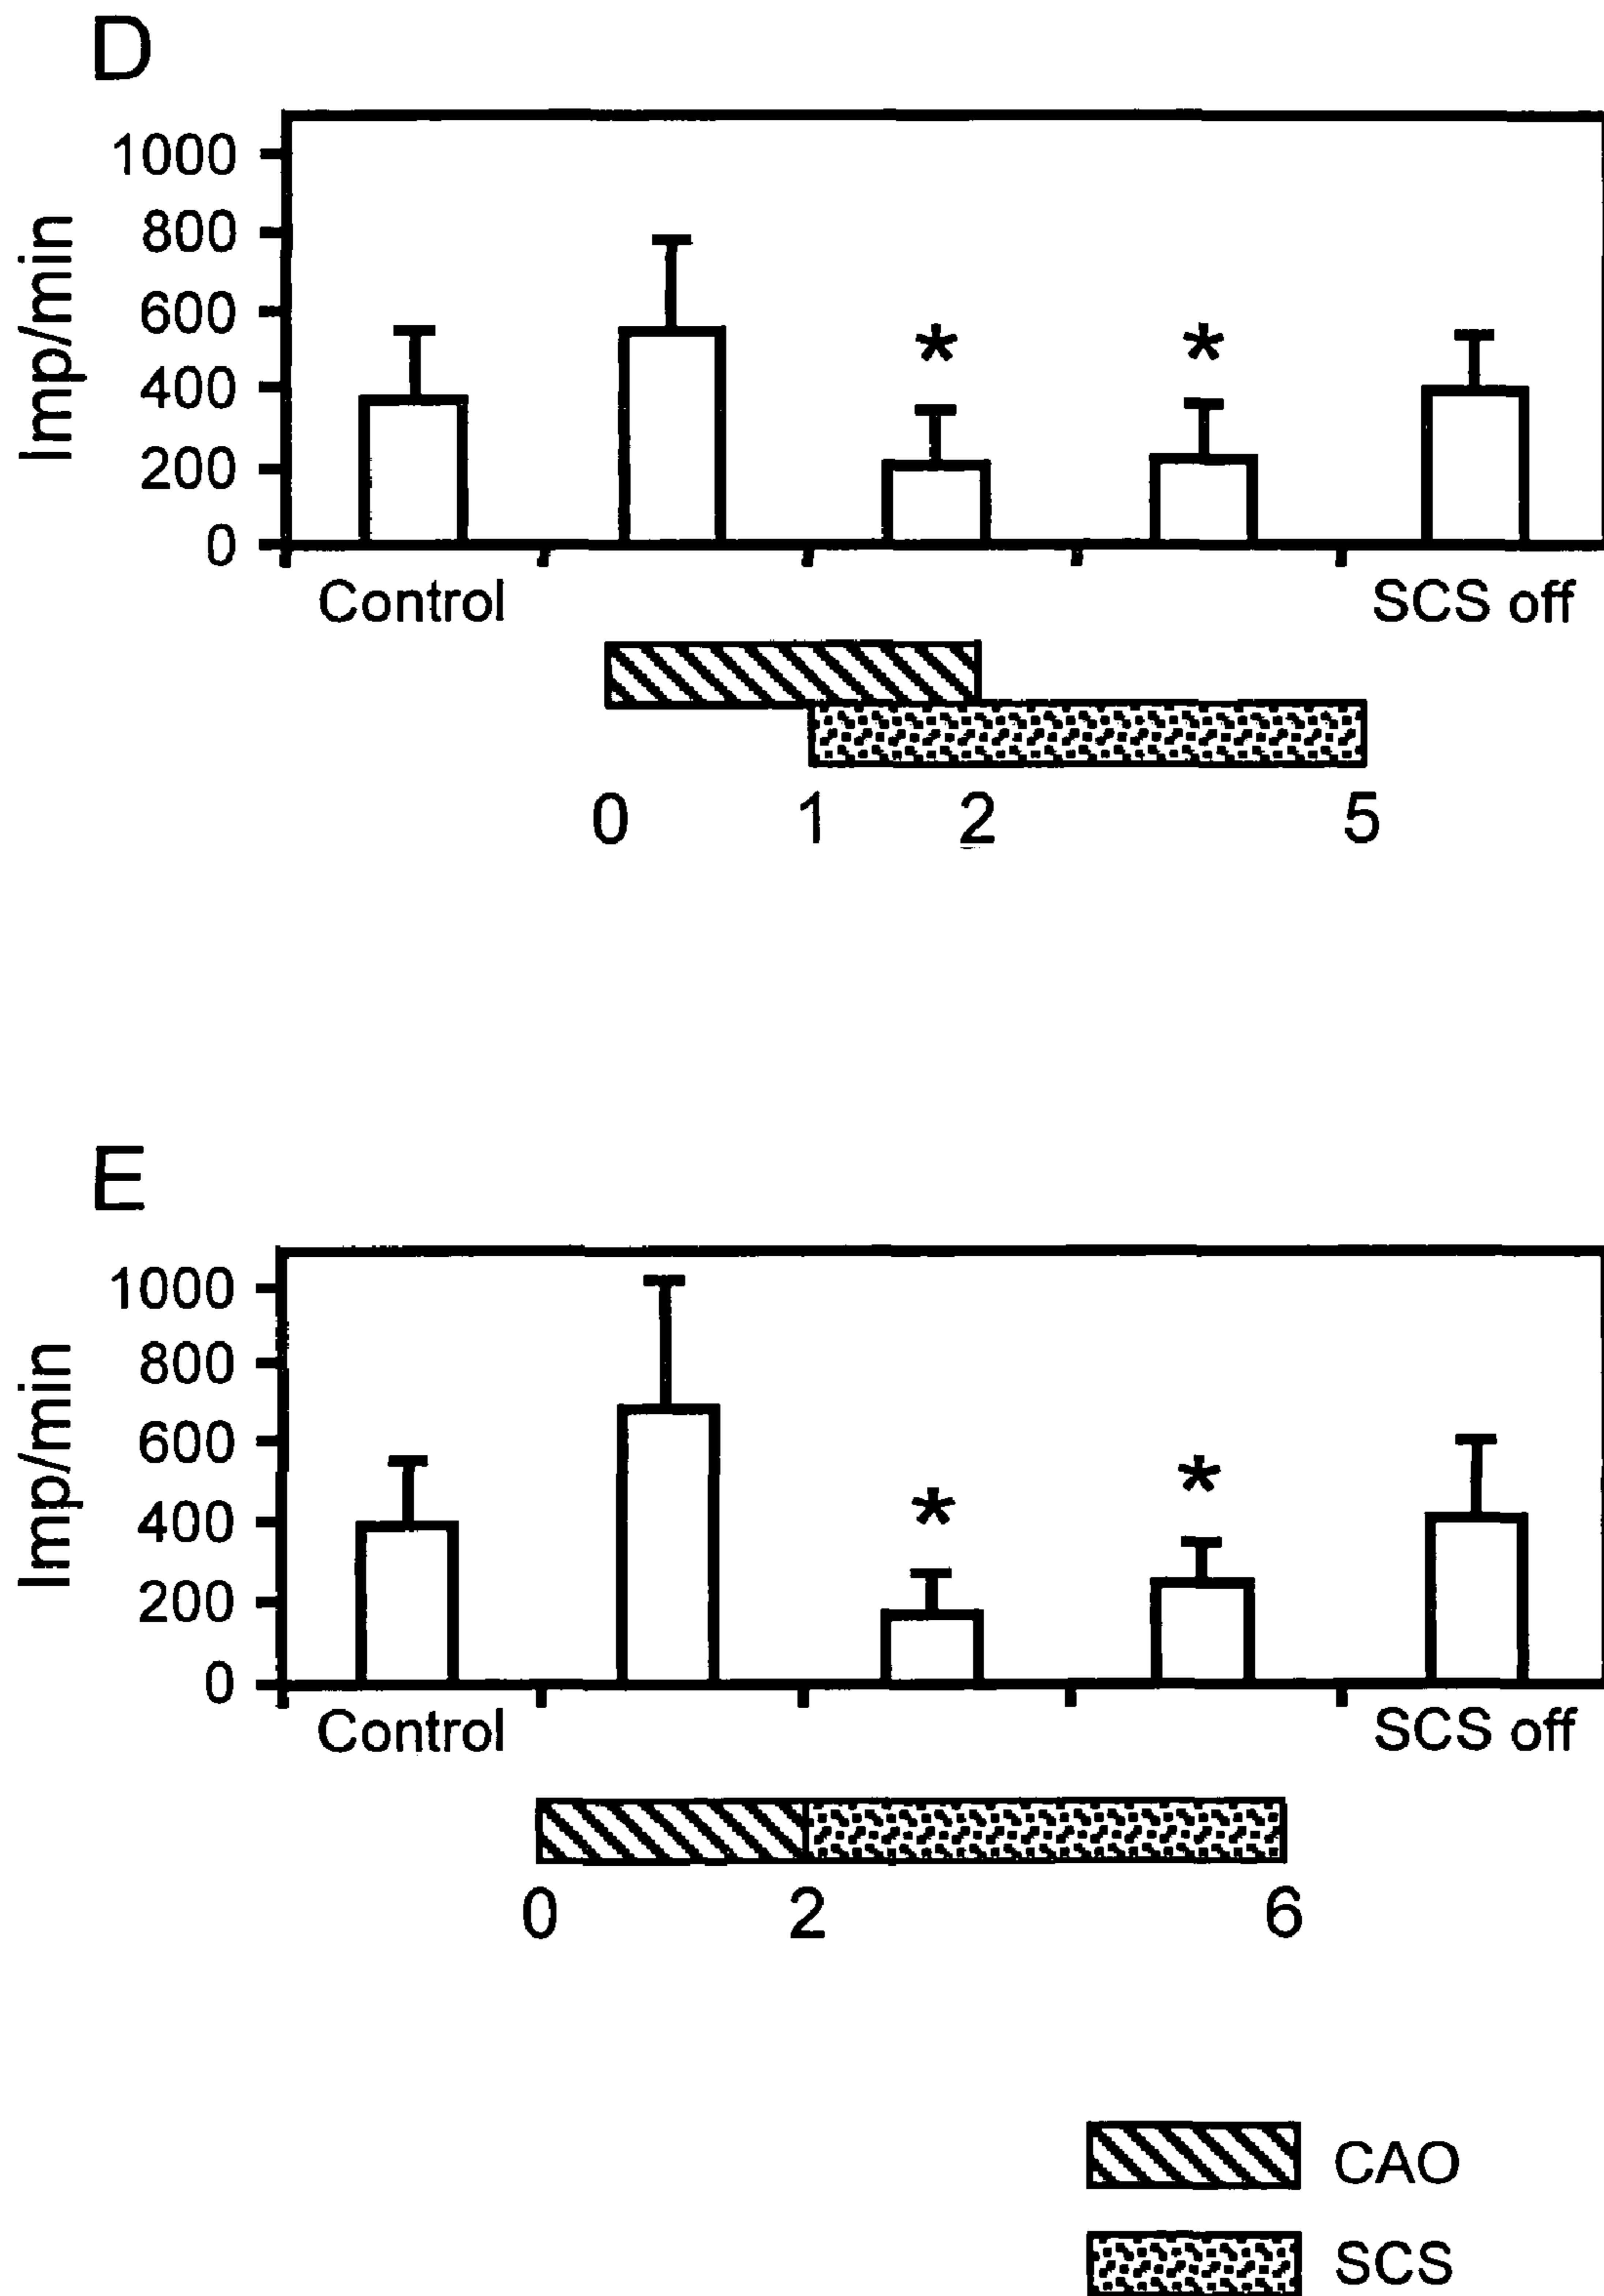 D
Imp/min
1000
800
600
400
200
0
* *
Control SCS off
0 1 2 5
E
Imp/min
1000
800
600
400
200
0
* *
Control SCS off
0 2 6
CAO
SCS